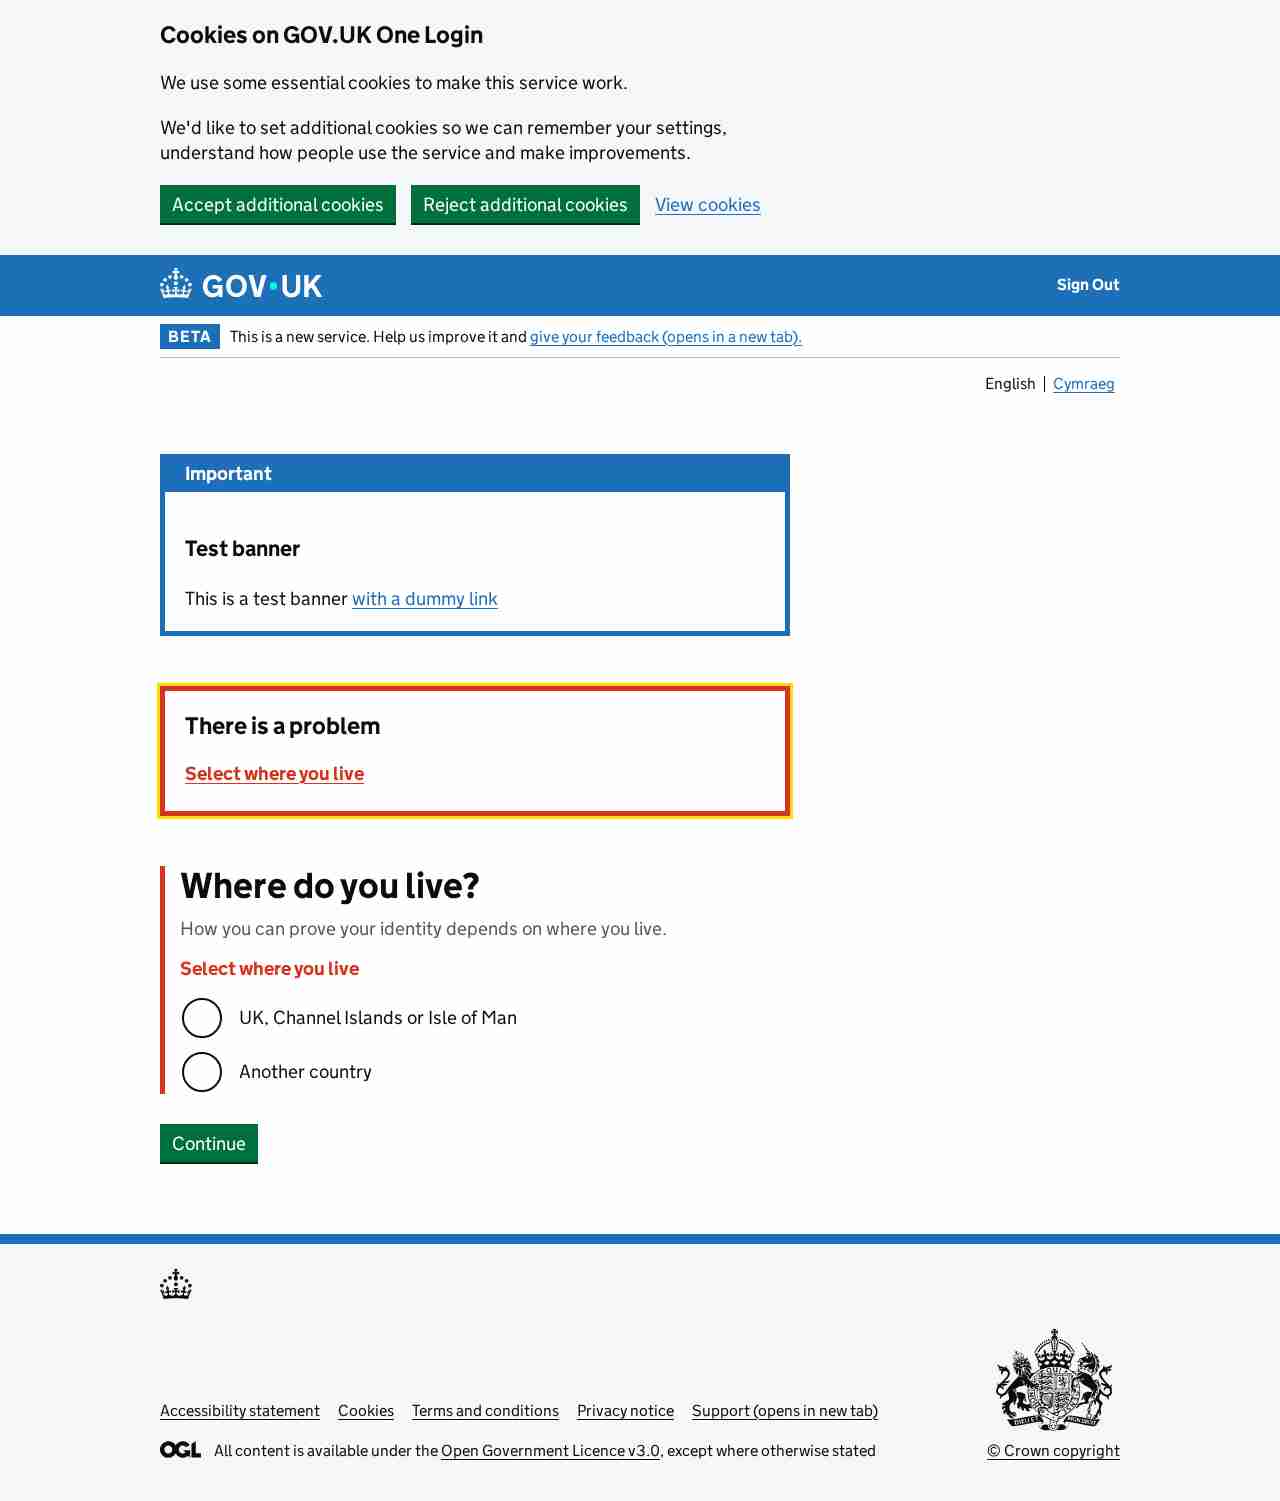 Cookies on GOV.UK One Login
We use some essential cookies to make this service work.
We'd like to set additional cookies so we can remember your settings,
understand how people use the service and make improvements.
Accept additional cookies Reject additional cookies View cookies
GOV.UK Sign Out
BETA This is a new service. Help us improve it and give your feedback (opens in a new tab).
English Cymraeg
Important
Test banner
This is a test banner with a dummy link
There is a problem
Select where you live
Where do you live?
How you can prove your identity depends on where you live.
Select where you live
UK, Channel Islands or Isle of Man
Another country
Continue
Accessibility statement Cookies Terms and conditions Privacy notice Support (opens in new tab)
OGL All content is available under the Open Government Licence v3.0, except where otherwise stated
© Crown copyright